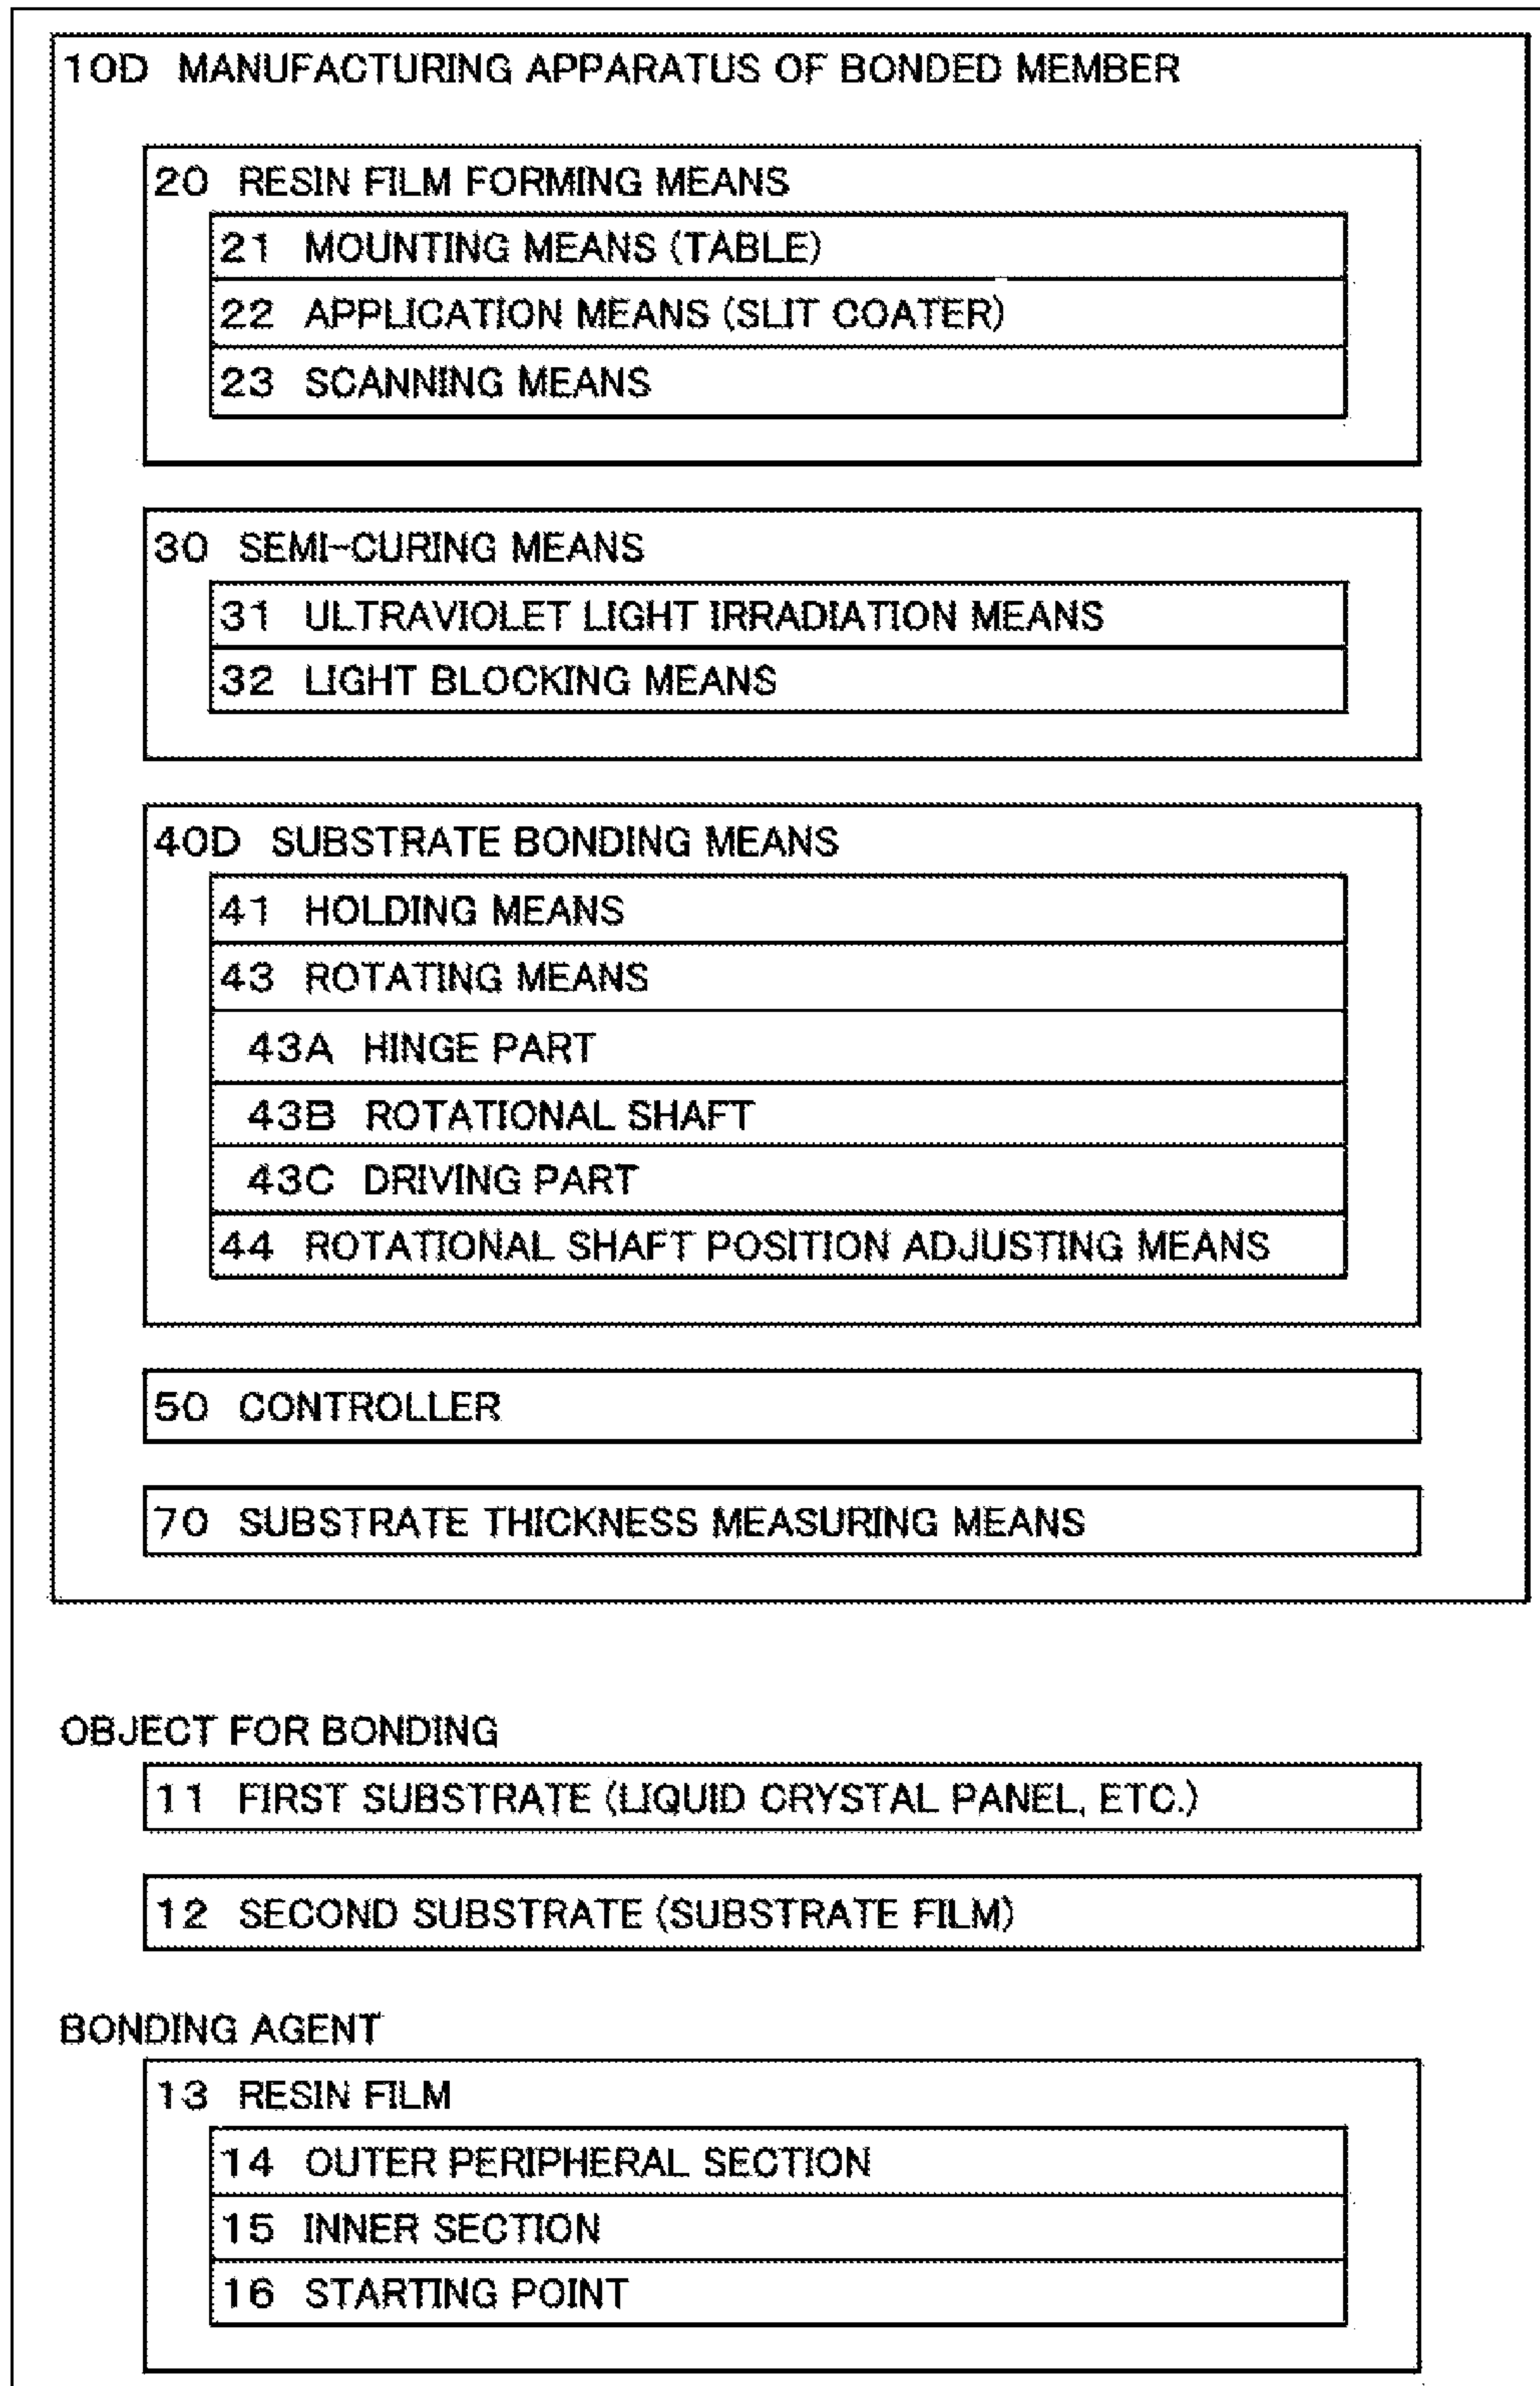 10D MANUFACTURING APPARATUS OF BONDED MEMBER
20 RESIN FILM FORMING MEANS
21 MOUNTING MEANS (TABLE)
22 APPLICATION MEANS (SLIT COATER)
23 SCANNING MEANS
30 SEMI-CURING MEANS
31 ULTRAVIOLET LIGHT IRRADIATION MEANS
32 LIGHT BLOCKING MEANS
40D SUBSTRATE BONDING MEANS
41 HOLDING MEANS
43 ROTATING MEANS
43A HINGE PART
43B ROTATIONAL SHAFT
43C DRIVING PART
44 ROTATIONAL SHAFT POSITION ADJUSTING MEANS
50 CONTROLLER
70 SUBSTRATE THICKNESS MEASURING MEANS
OBJECT FOR BONDING
11 FIRST SUBSTRATE (LIQUID CRYSTAL PANEL, ETC.)
12 SECOND SUBSTRATE (SUBSTRATE FILM)
BONDING AGENT
13 RESIN FILM
14 OUTER PERIPHERAL SECTION
15 INNER SECTION
16 STARTING POINT